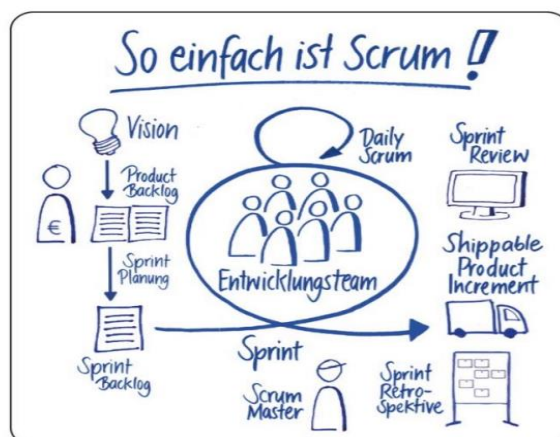 So einfach ist Scrum!
Vision
Product
Backlog
€
Sprint
Planung
Sprint
Backlog
Daily
Scrum
Entwicklungsteam
Sprint
Scrum
Master
Sprint
Review
Shippable
Product
Increment
Sprint
Retro-
spektive